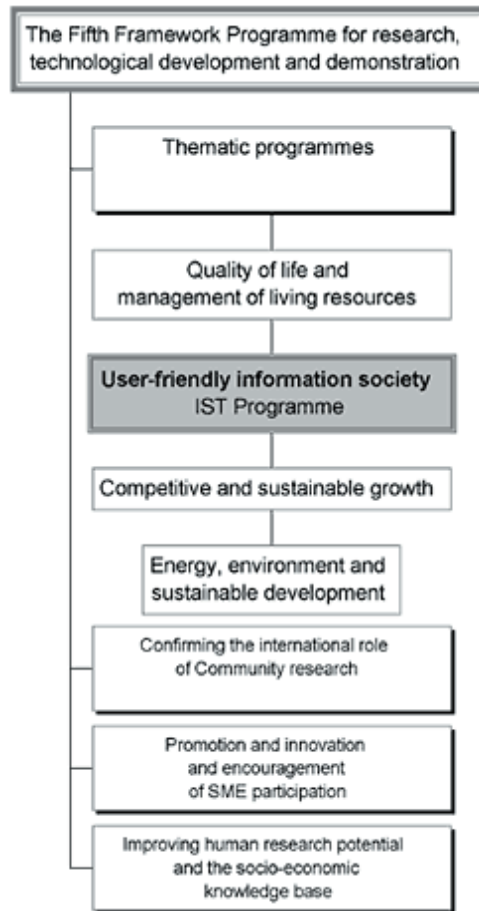 The Fifth Framework Programme for research,
technological development and demonstration
Thematic programmes
Quality of life and
management of living resources
User-friendly information society
IST Programme
Competitive and sustainable growth
Energy, environment and
sustainable development
Confirming the international role
of Community research
Promotion and innovation
and encouragement
of SME participation
Improving human research potential
and the socio-economic
knowledge base